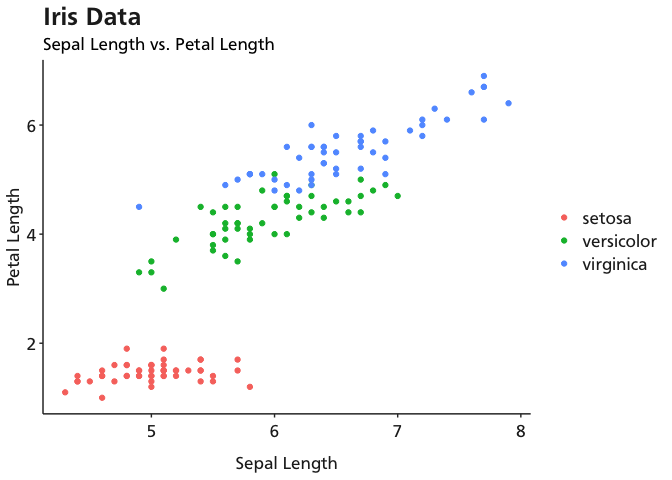 Iris Data
Sepal Length vs. Petal Length
6
4
2
Petal Length
5 6 7 8
Sepal Length
setosa
versicolor
virginica